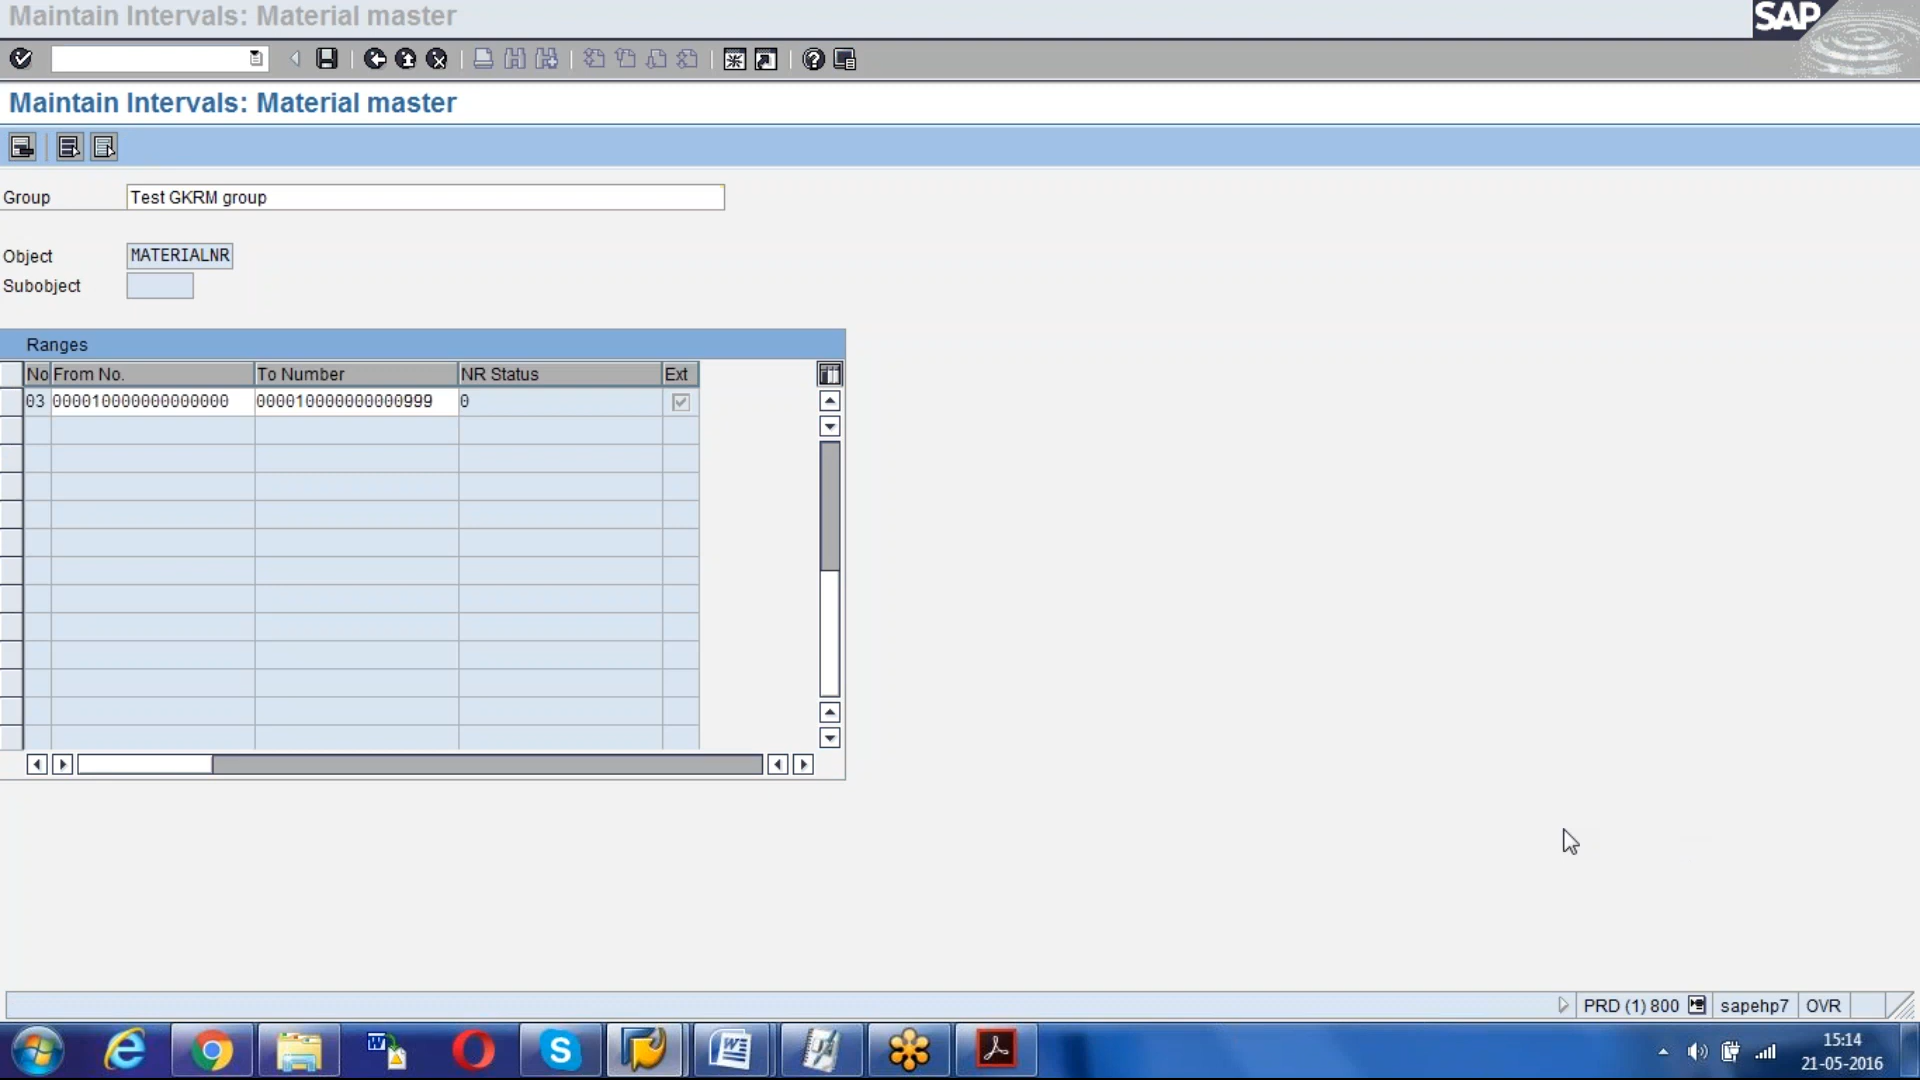 Maintain Intervals: Material master
SAP
Maintain Intervals: Material master
Group Test GKRM group
Object MATERIALNR
Subobject
Ranges
No From No. To Number NR Status Ext
03 000010000000000000 000010000000000999 0
PRD (1) 800 sapehp7 OVR
15:14
21-05-2016